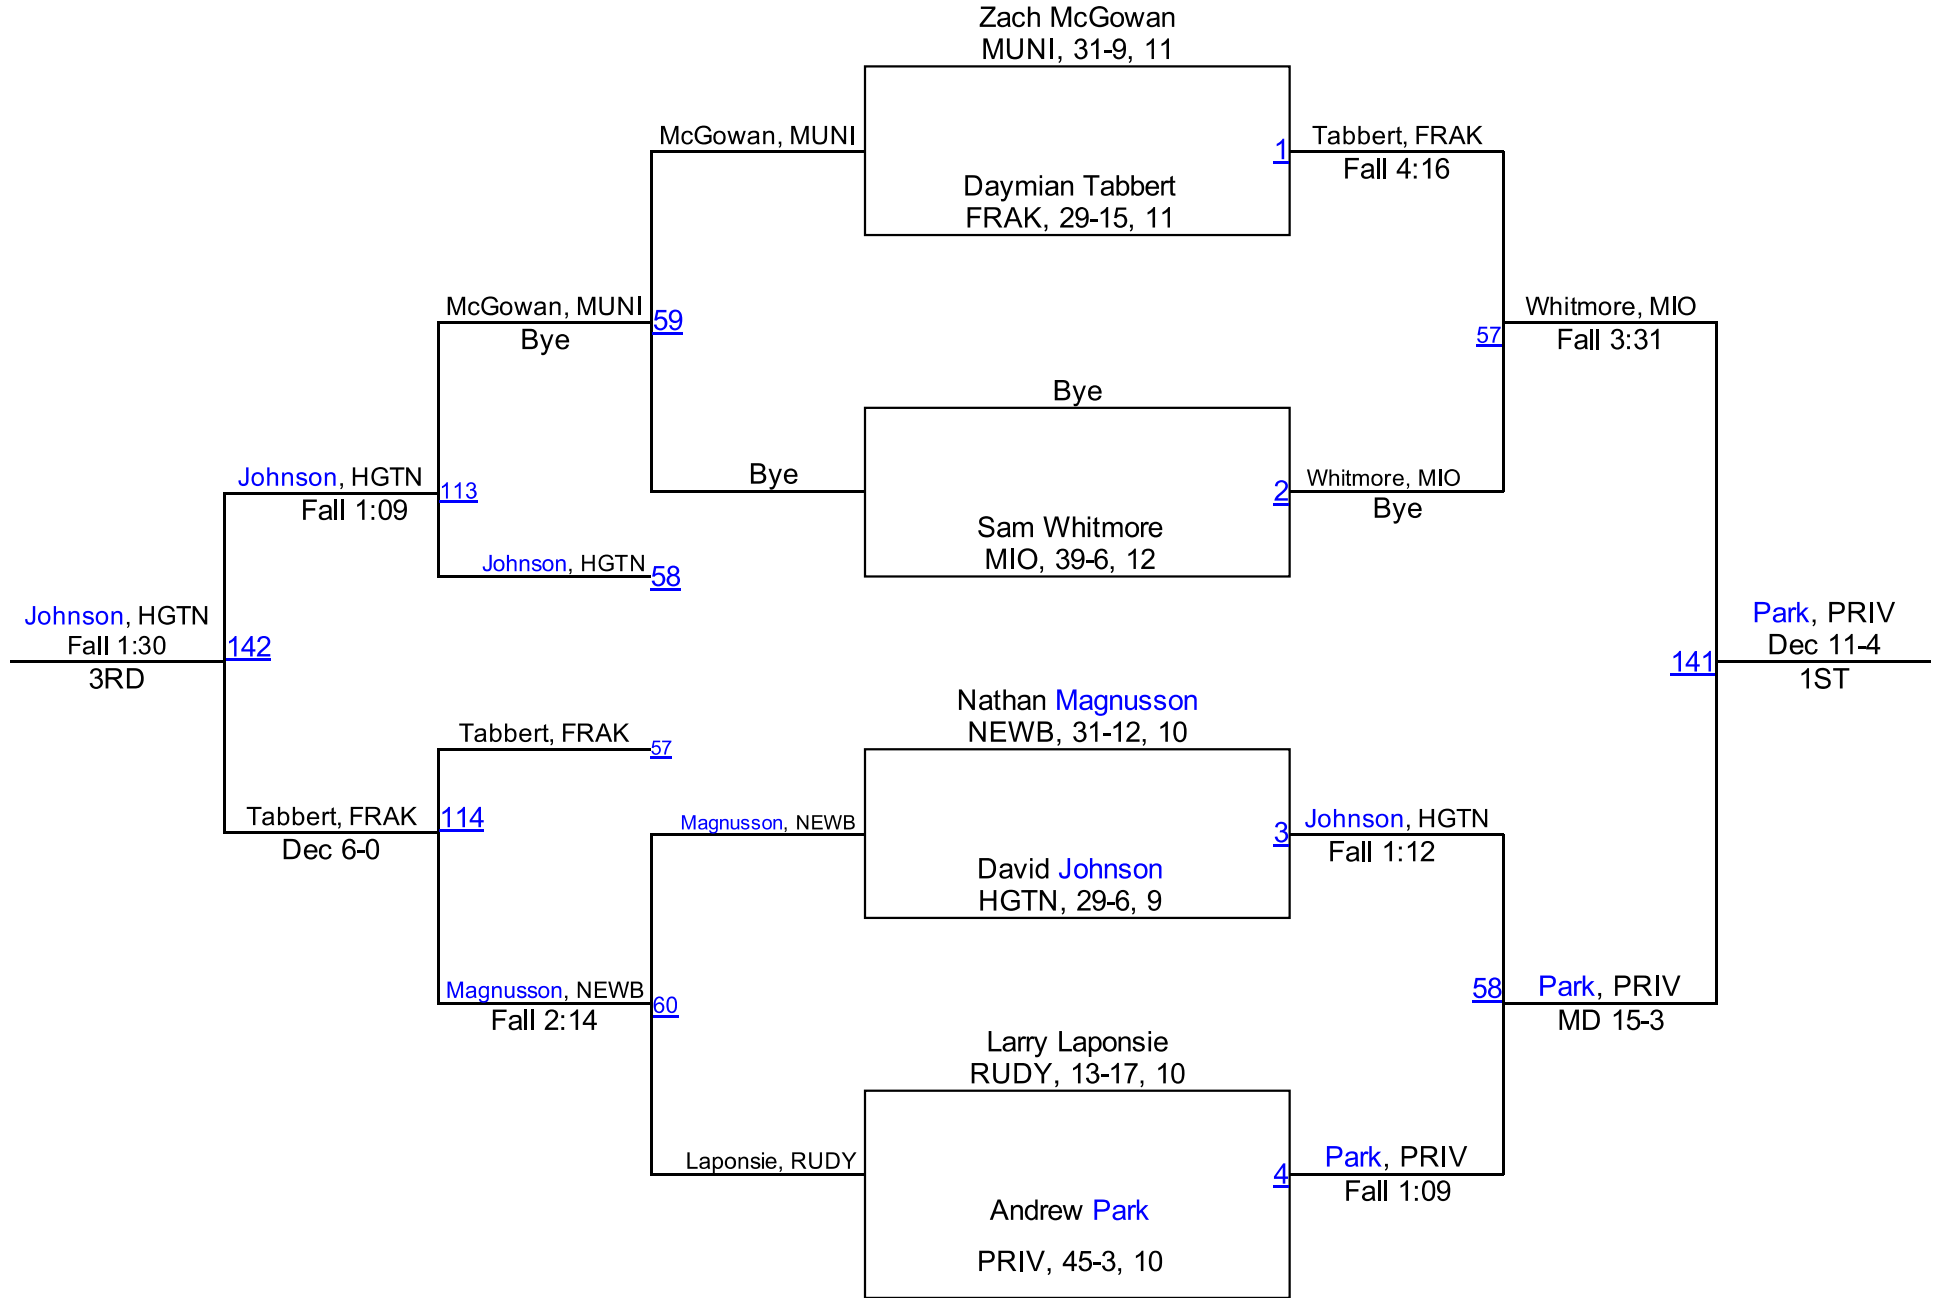 Zach McGowan
MUNI, 31-9, 11
McGowan, MUNI
1
Tabbert, FRAK
Fall 4:16
Daymian Tabbert
FRAK, 29-15, 11
McGowan, MUNI
Bye
59
57
Whitmore, MIO
Fall 3:31
Bye
Bye
2
Whitmore, MIO
Bye
Sam Whitmore
MIO, 39-6, 12
Johnson, HGTN
Fall 1:09
113
Johnson, HGTN
58
Johnson, HGTN
Fall 1:30
3RD
142
141
Park, PRIV
Dec 11-4
1ST
Nathan Magnusson
NEWB, 31-12, 10
Tabbert, FRAK
57
Tabbert, FRAK
Dec 6-0
114
Magnusson, NEWB
3
Johnson, HGTN
Fall 1:12
David Johnson
HGTN, 29-6, 9
Magnusson, NEWB
Fall 2:14
60
58
Park, PRIV
MD 15-3
Larry Laponsie
RUDY, 13-17, 10
Laponsie, RUDY
4
Park, PRIV
Fall 1:09
Andrew Park
PRIV, 45-3, 10